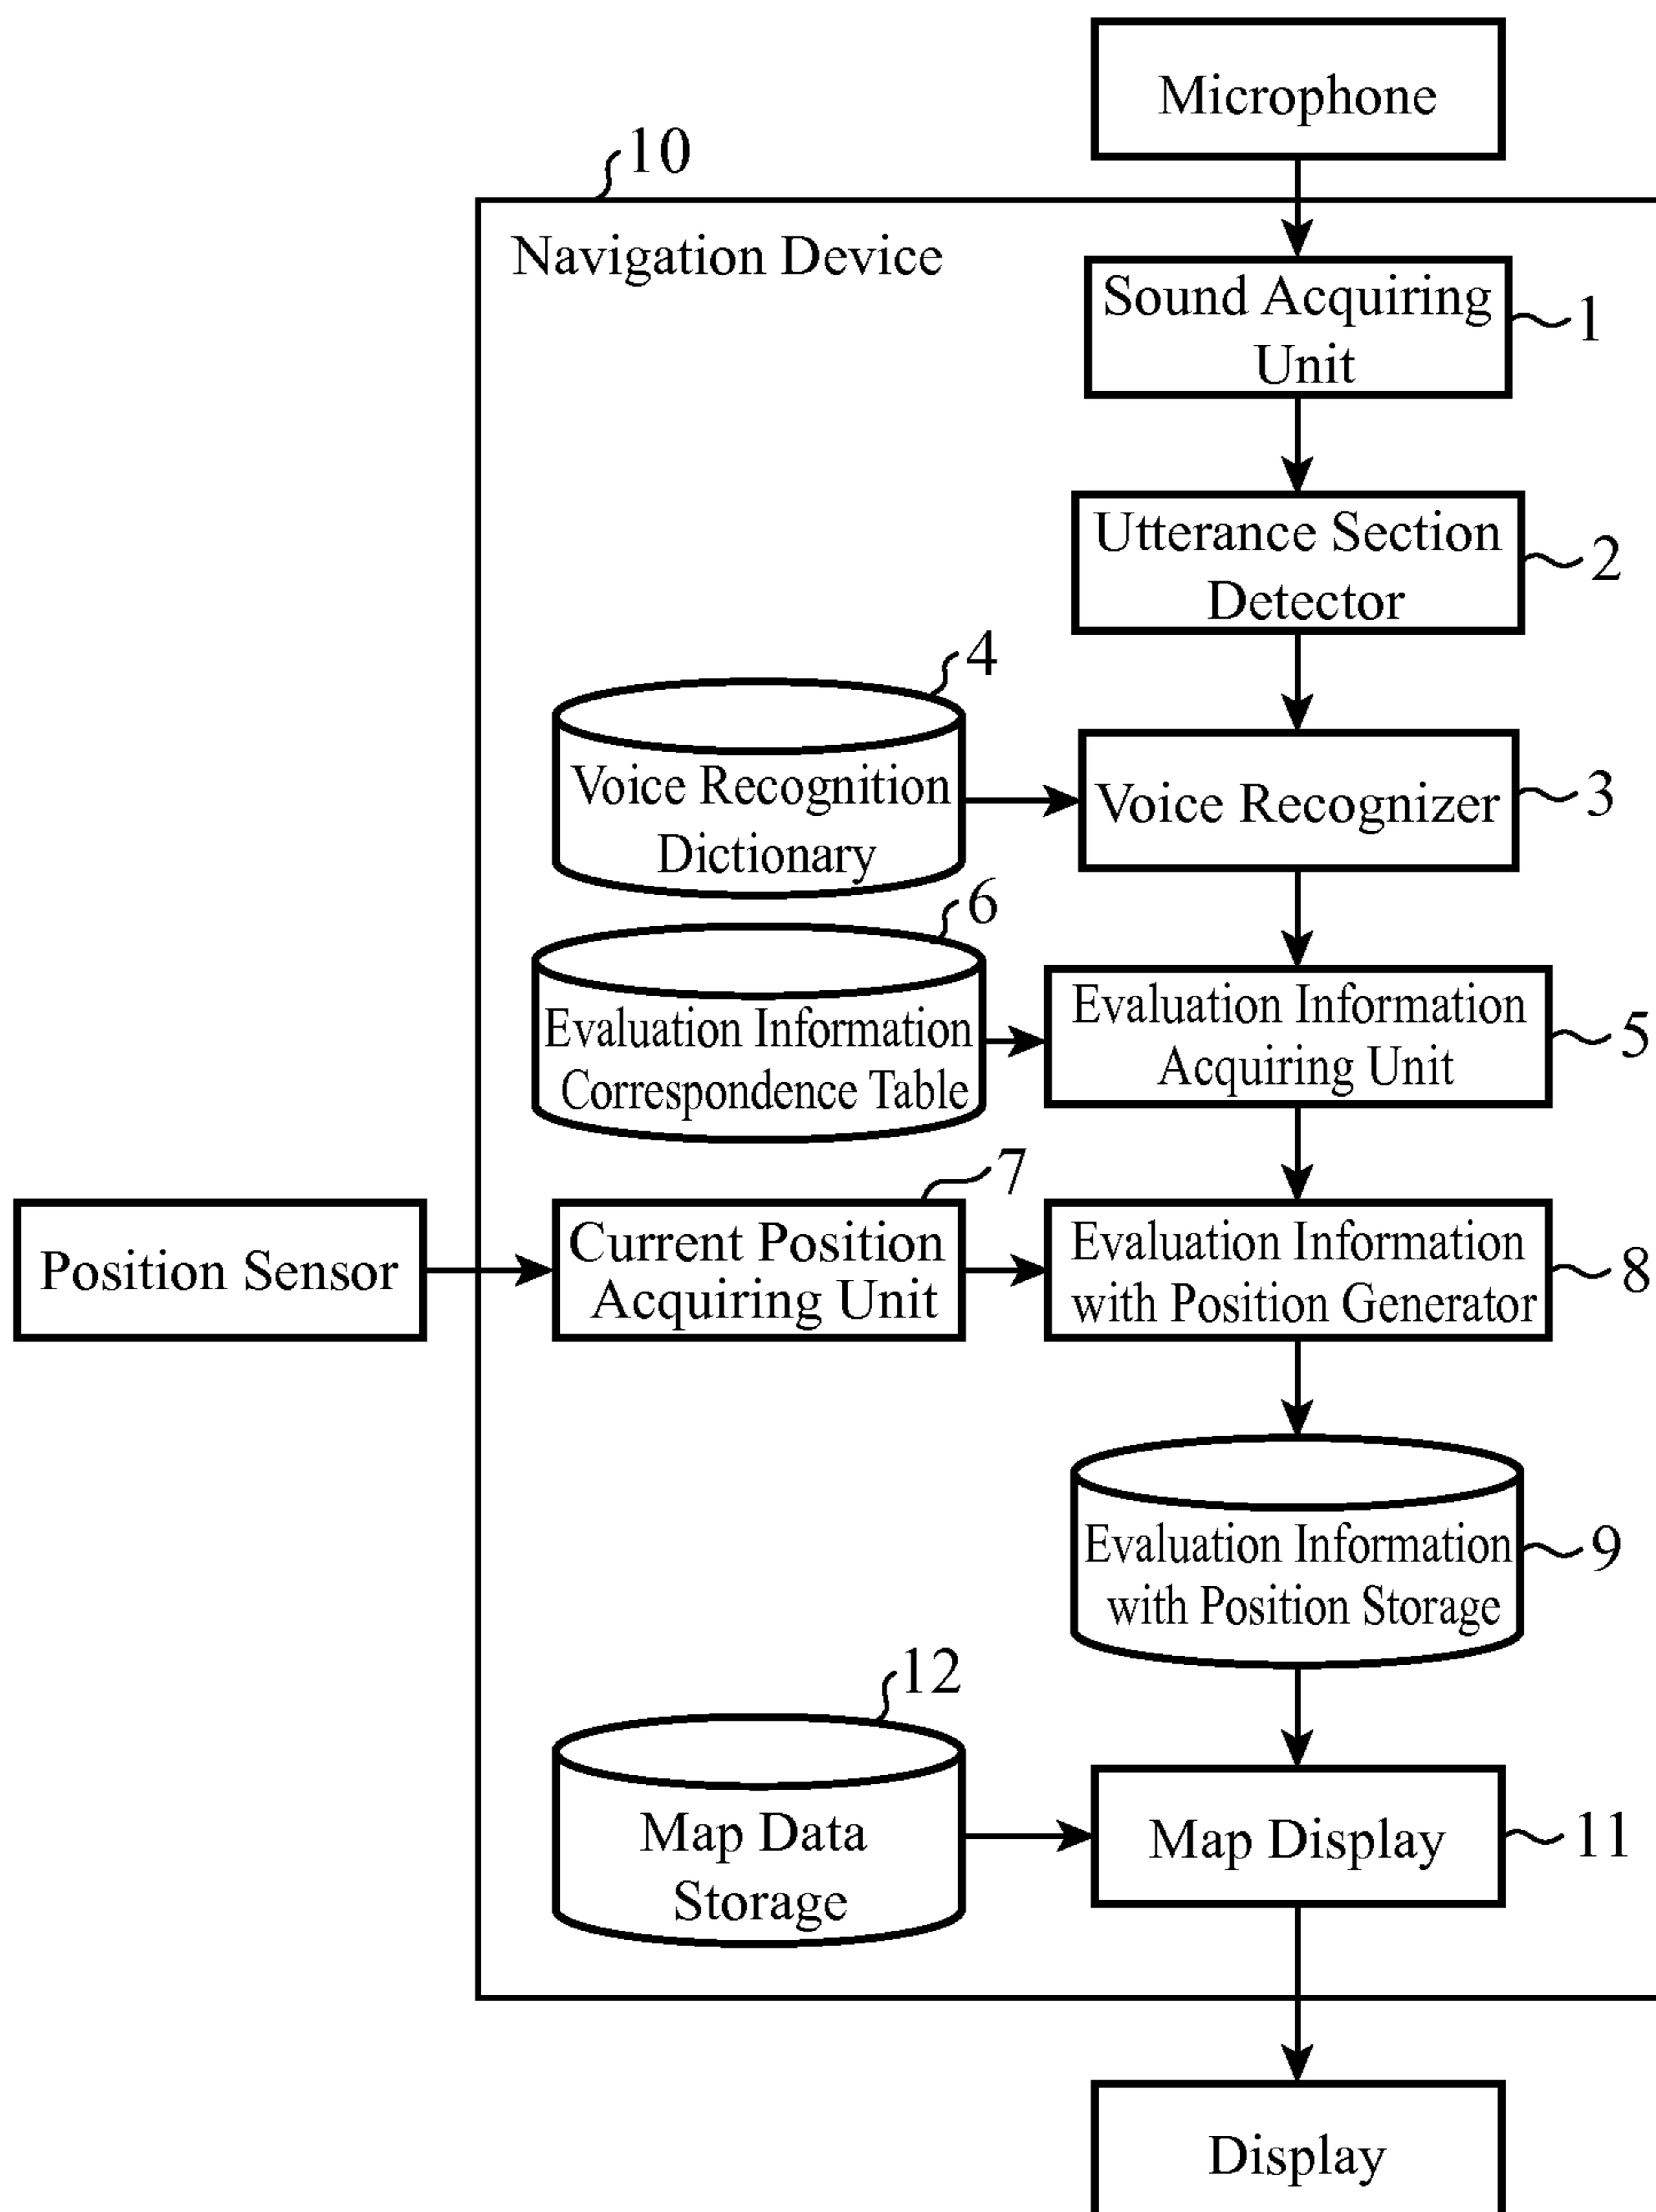 Microphone
10
Navigation Device
Sound Acquiring
Unit
1
Utterance Section
Detector
2
4
Voice Recognition
Dictionary
Voice Recognizer
3
6
Evaluation Information
Correspondence Table
Evaluation Information
Acquiring Unit
5
Position Sensor
7
Current Position
Acquiring Unit
Evaluation Information
with Position Generator
8
Evaluation Information
with Position Storage
9
12
Map Data
Storage
Map Display
11
Display